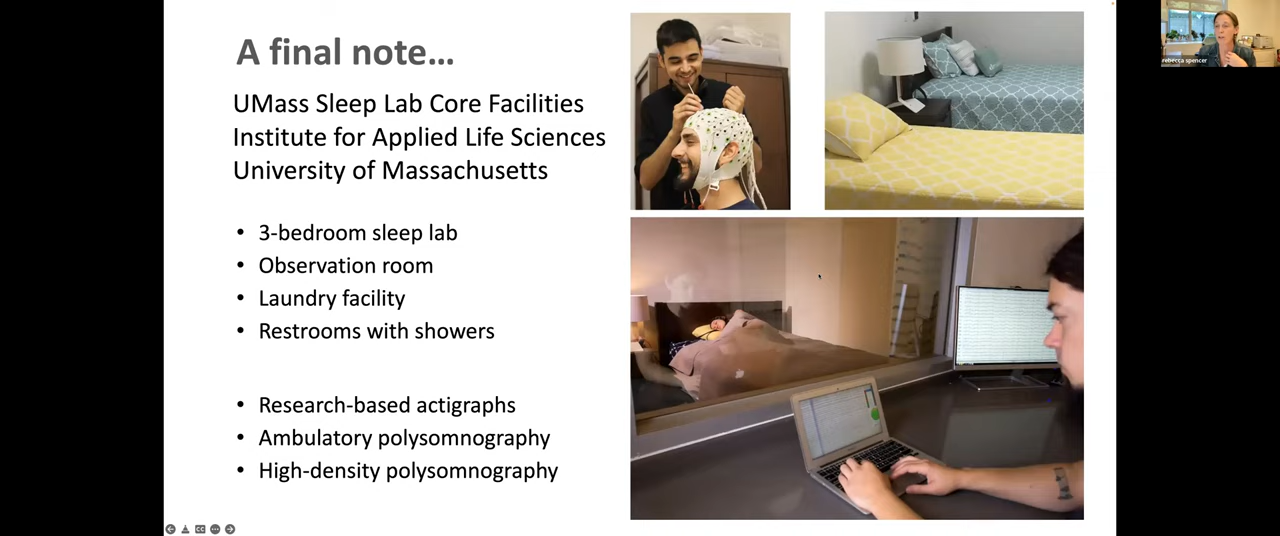 A final note…
UMass Sleep Lab Core Facilities
Institute for Applied Life Sciences
University of Massachusetts
• 3-bedroom sleep lab
• Observation room
• Laundry facility
• Restrooms with showers
• Research-based actigraphs
• Ambulatory polysomnography
• High-density polysomnography
rebecca spencer
CC